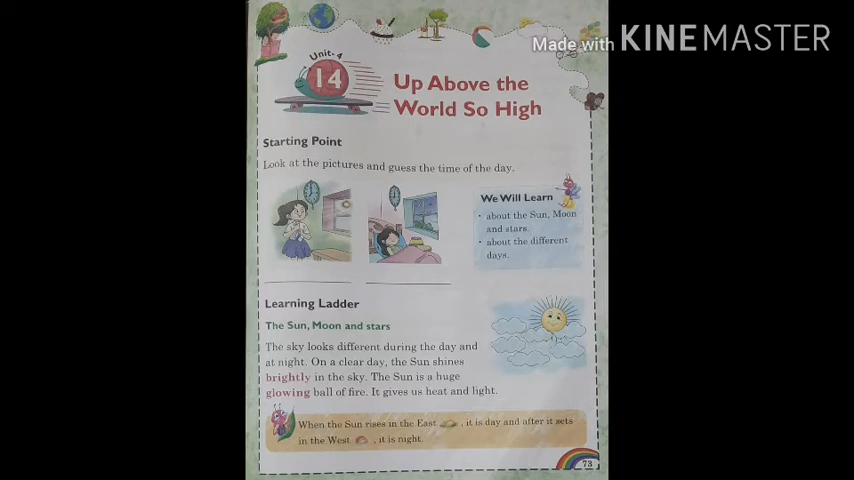 Made with KINEMASTER
Unit- 4
14
Up Above the
World So High
Starting Point
Look at the pictures and guess the time of the day.
We Will Learn
• about the Sun, Moon
and stars.
• about the different
days.
Learning Ladder
The Sun, Moon and stars
The sky looks different during the day and
at night. On a clear day, the Sun shines
brightly in the sky. The Sun is a huge
glowing ball of fire. It gives us heat and light.
When the Sun rises in the East , it is day and after it sets
in the West , it is night.
73